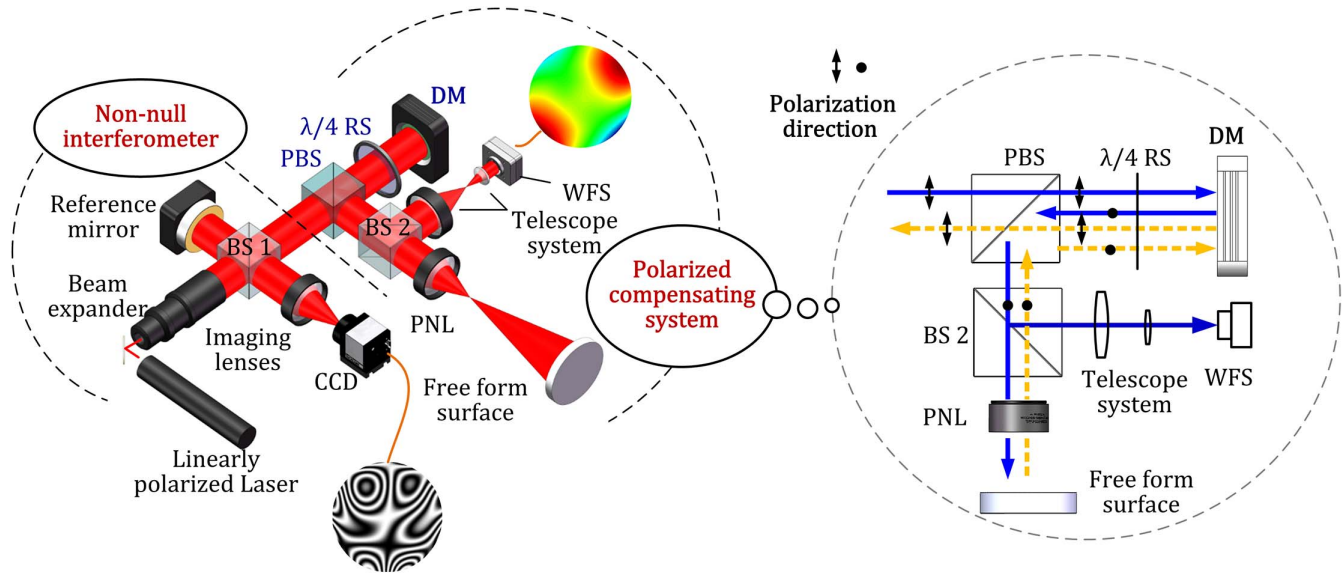 Non-null
interferometer
DM
λ/4 RS
PBS
Reference
mirror
BS 1
BS 2
WFS
Telescope
system
Beam
expander
PNL
Imaging
lenses
CCD
Free form
surface
Linearly
polarized Laser
Polarized
compensating
system
Polarization
direction
DM
PBS
λ/4 RS
BS 2
Telescope
system
WFS
PNL
Free form
surface